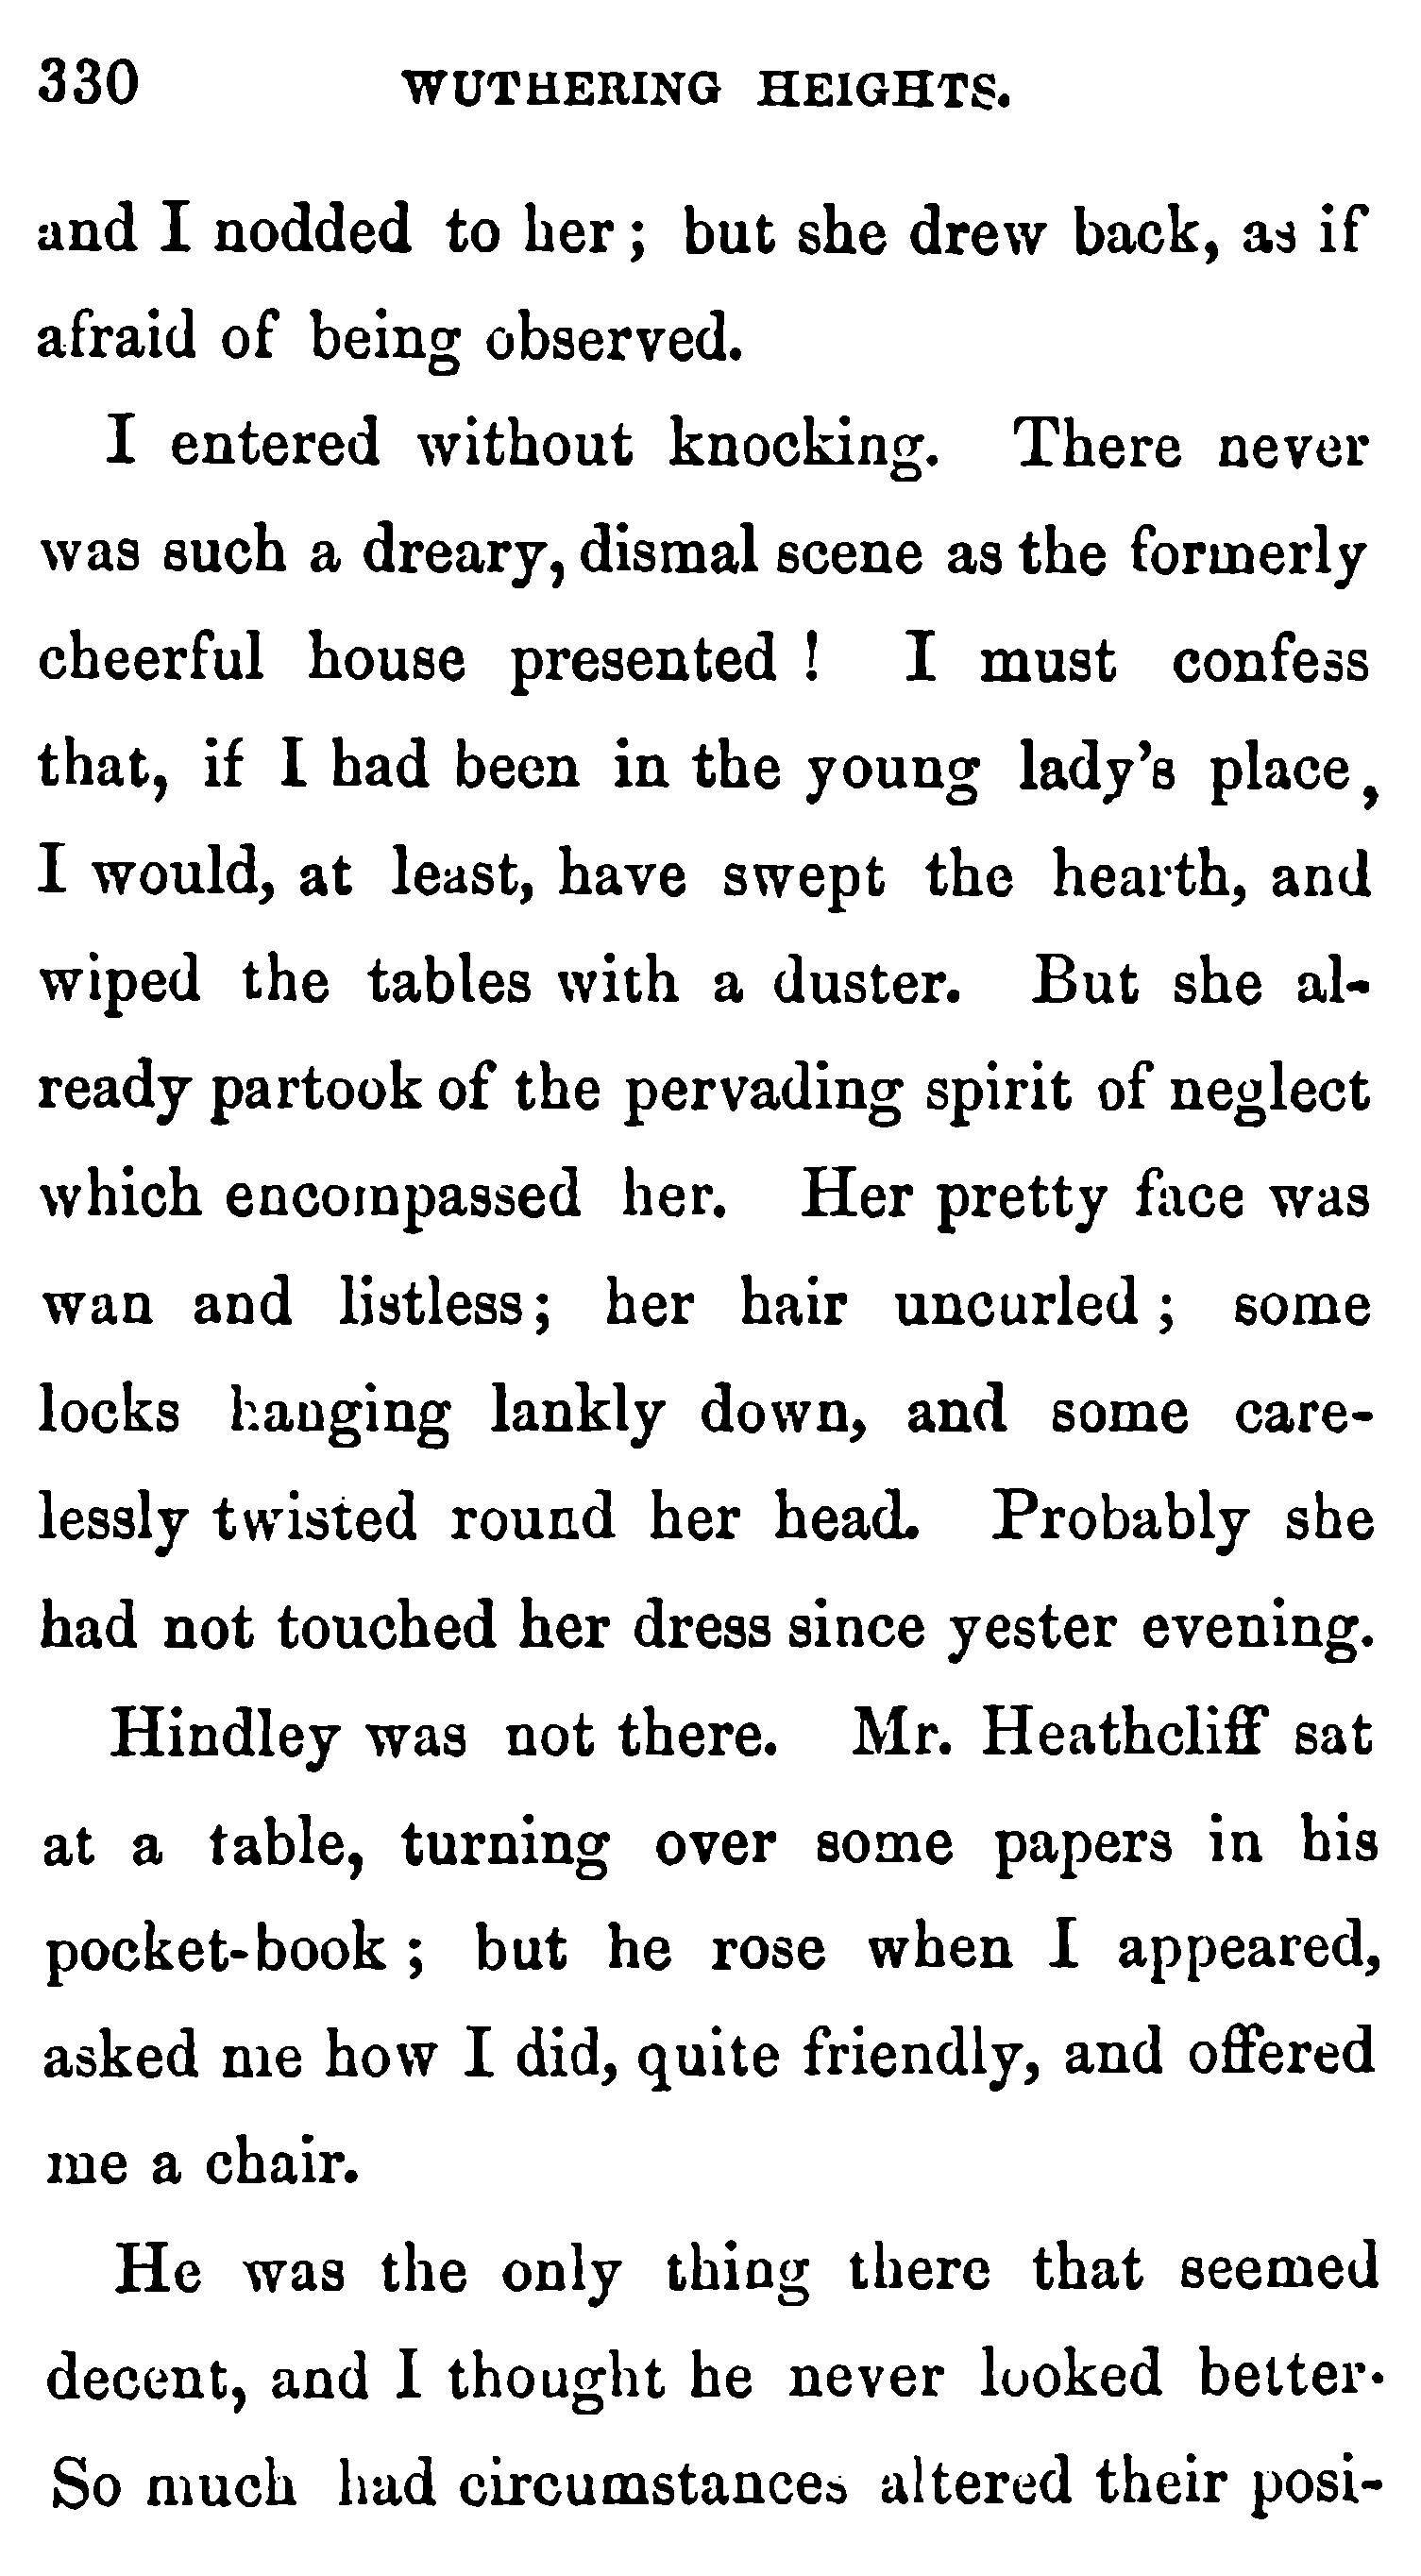 330 WUTHERING HEIGHTS.
and I nodded to her; but she drew back, as if
afraid of being observed.
I entered without knocking. There never
was such a dreary, dismal scene as the formerly
cheerful house presented! I must confess
that, if I had been in the young lady's place,
I would, at least, have swept the hearth, and
wiped the tables with a duster. But she al-
ready partook of the pervading spirit of neglect
which encompassed her. Her pretty face was
wan and listless; her hair uncurled; some
locks hanging lankly down, and some care-
lessly twisted round her head. Probably she
had not touched her dress since yester evening.
Hindley was not there. Mr. Heathcliff sat
at a table, turning over some papers in his
pocket-book; but he rose when I appeared,
asked me how I did, quite friendly, and offered
me a chair.
He was the only thing there that seemed
decent, and I thought he never looked better.
So much had circumstances altered their posi-